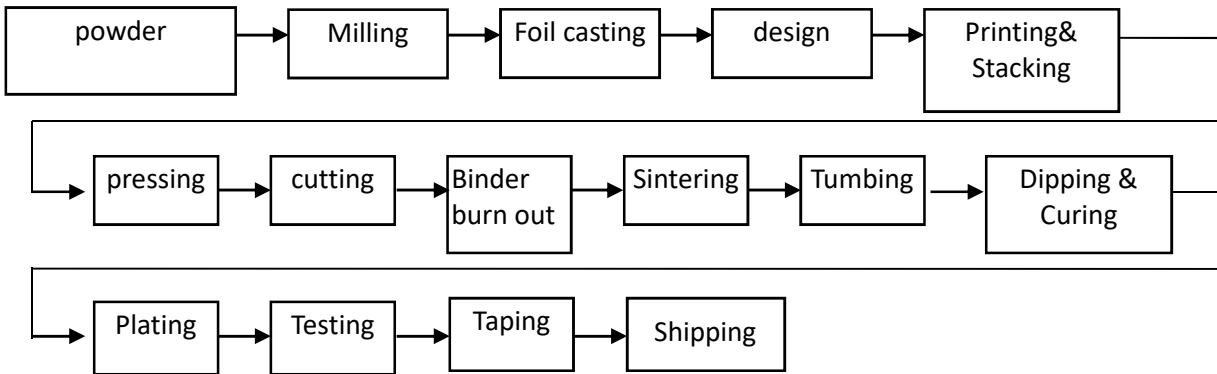 powder
Milling
Foil casting
design
Printing&
Stacking
pressing
cutting
Binder
burn out
Sintering
Tumbing
Dipping &
Curing
Plating
Testing
Taping
Shipping